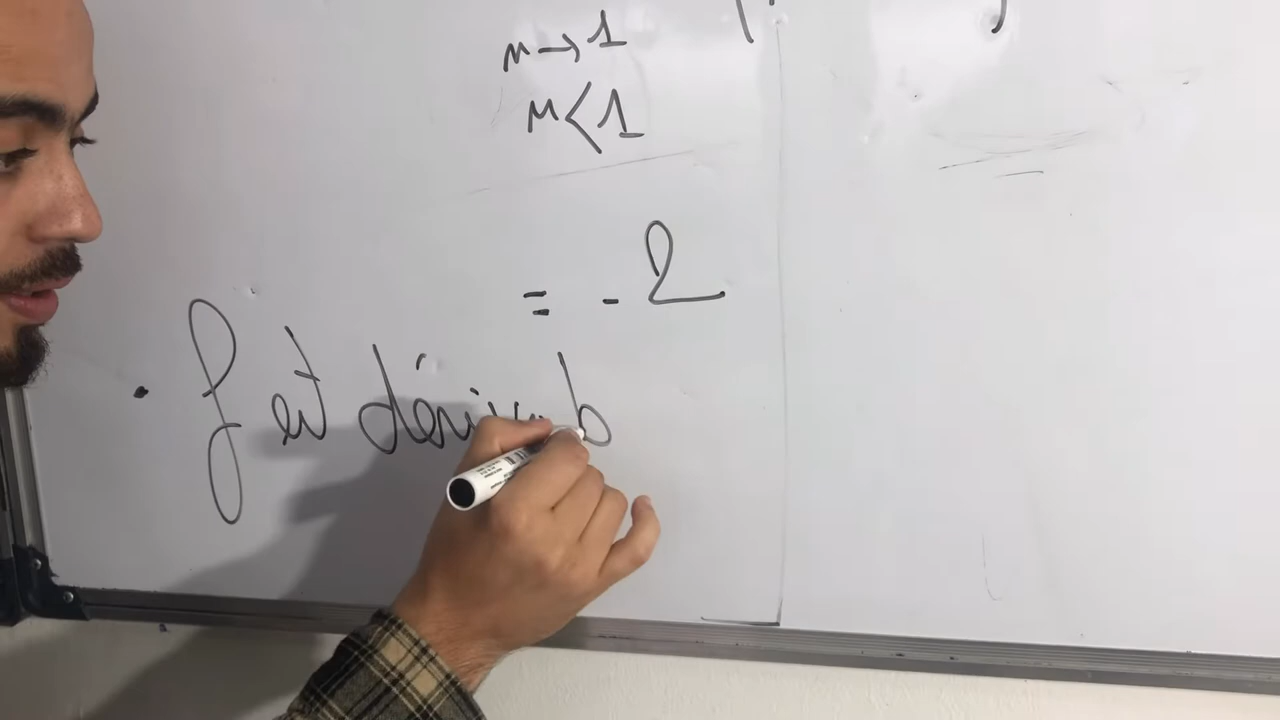 x → 1
x < 1
= - 2
• f est dérivab